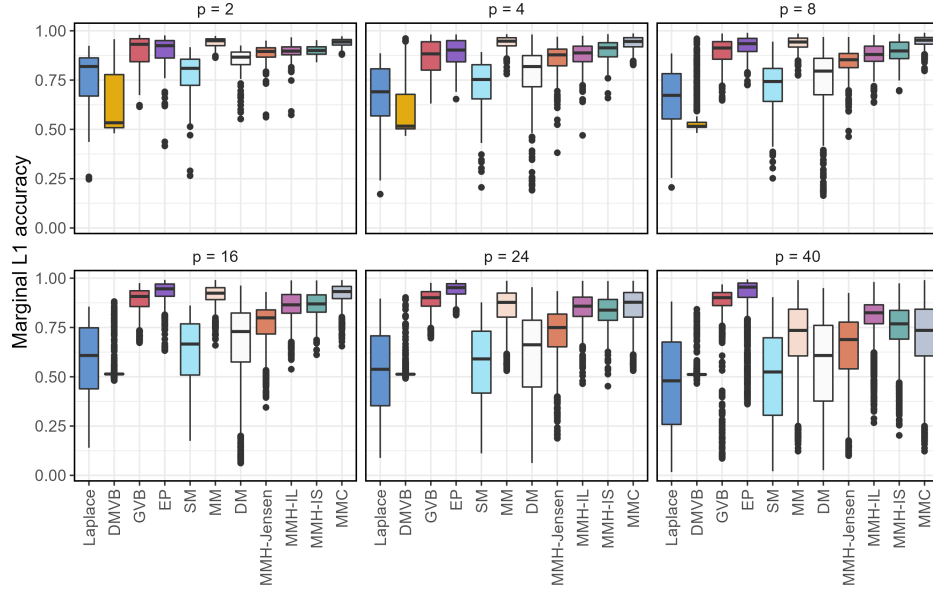 p = 2
p = 4
p = 8
1.00
0.75
0.50
0.25
0.00
Marginal L1 accuracy
p = 16
p = 24
p = 40
1.00
0.75
0.50
0.25
0.00
Laplace
DMVB
GVB
EP
SM
MM
DM
MMH-Jensen
MMH-IL
MMH-IS
MMC
Laplace
DMVB
GVB
EP
SM
MM
DM
MMH-Jensen
MMH-IL
MMH-IS
MMC
Laplace
DMVB
GVB
EP
SM
MM
DM
MMH-Jensen
MMH-IL
MMH-IS
MMC